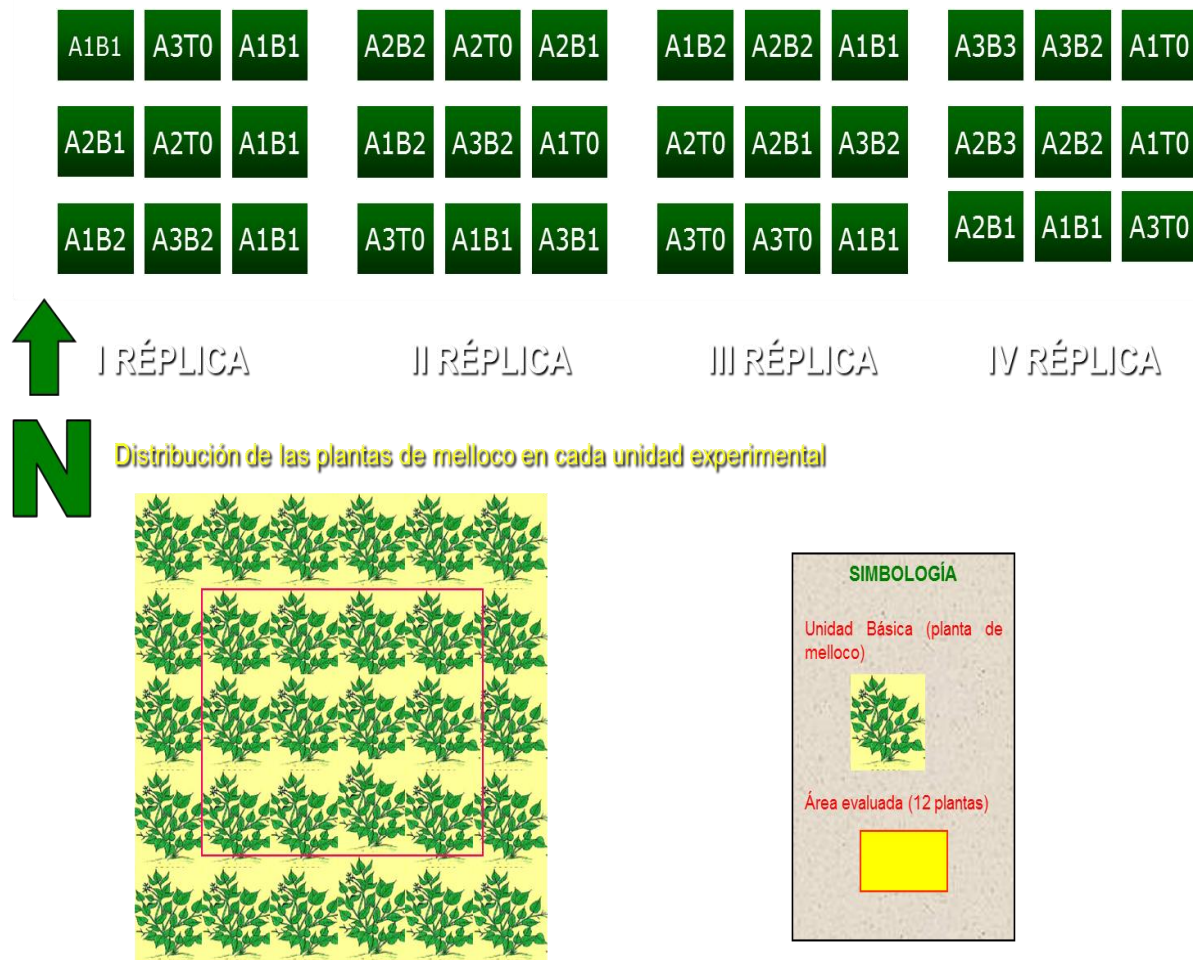 A1B1 A3T0 A1B1 A2B2 A2T0 A2B1 A1B2 A2B2 A1B1 A3B3 A3B2 A1T0
A2B1 A2T0 A1B1 A1B2 A3B2 A1T0 A2T0 A2B1 A3B2 A2B3 A2B2 A1T0
A1B2 A3B2 A1B1 A3T0 A1B1 A3B1 A3T0 A3T0 A1B1 A2B1 A1B1 A3T0
I RÉPLICA II RÉPLICA III RÉPLICA IV RÉPLICA
N
Distribución de las plantas de melloco en cada unidad experimental
SIMBOLOGÍA
Unidad Básica (planta de
melloco)
Área evaluada (12 plantas)